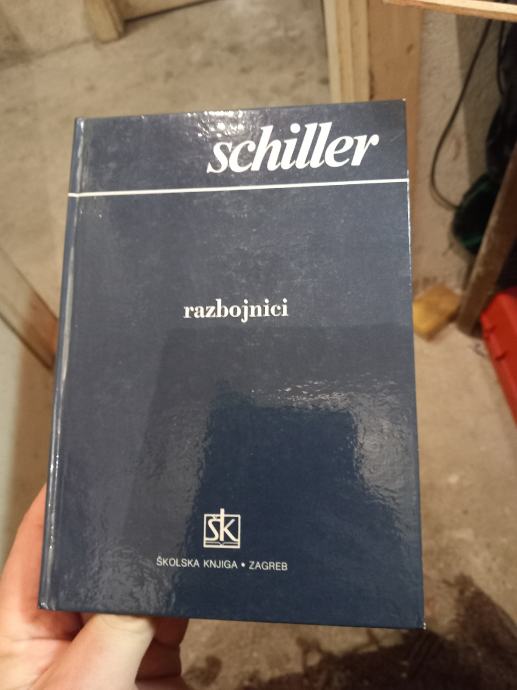 schiller
razbojnici
ŠK
ŠKOLSKA KNJIGA • ZAGREB